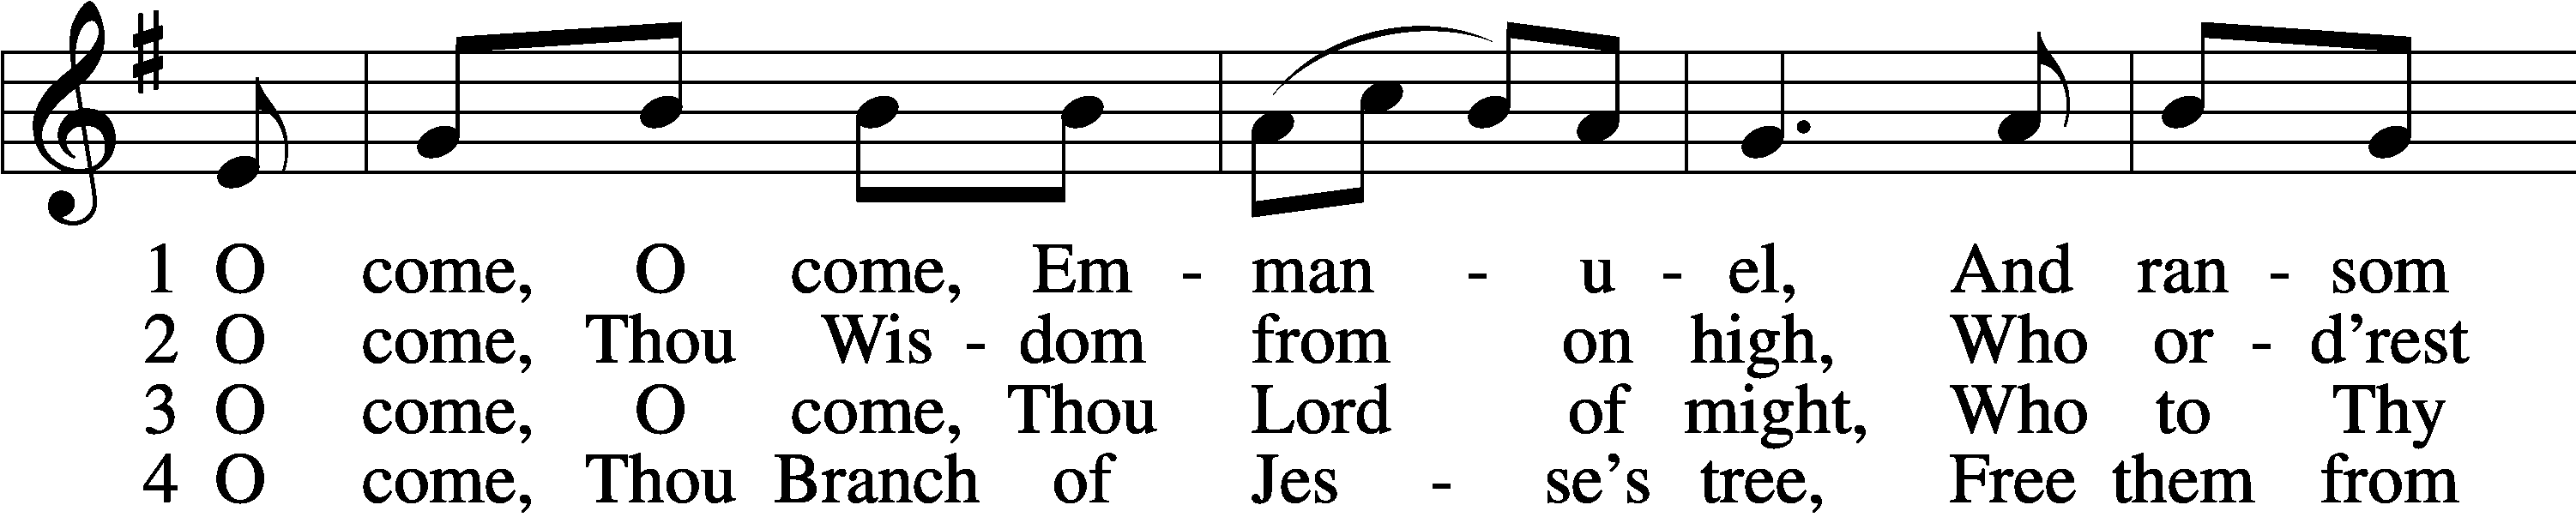 1 O come, O come, Em - man - u - el, And ran - som
2 O come, Thou Wis - dom from on high, Who or - d’rest
3 O come, O come, Thou Lord of might, Who to Thy
4 O come, Thou Branch of Jes - se’s tree, Free them from